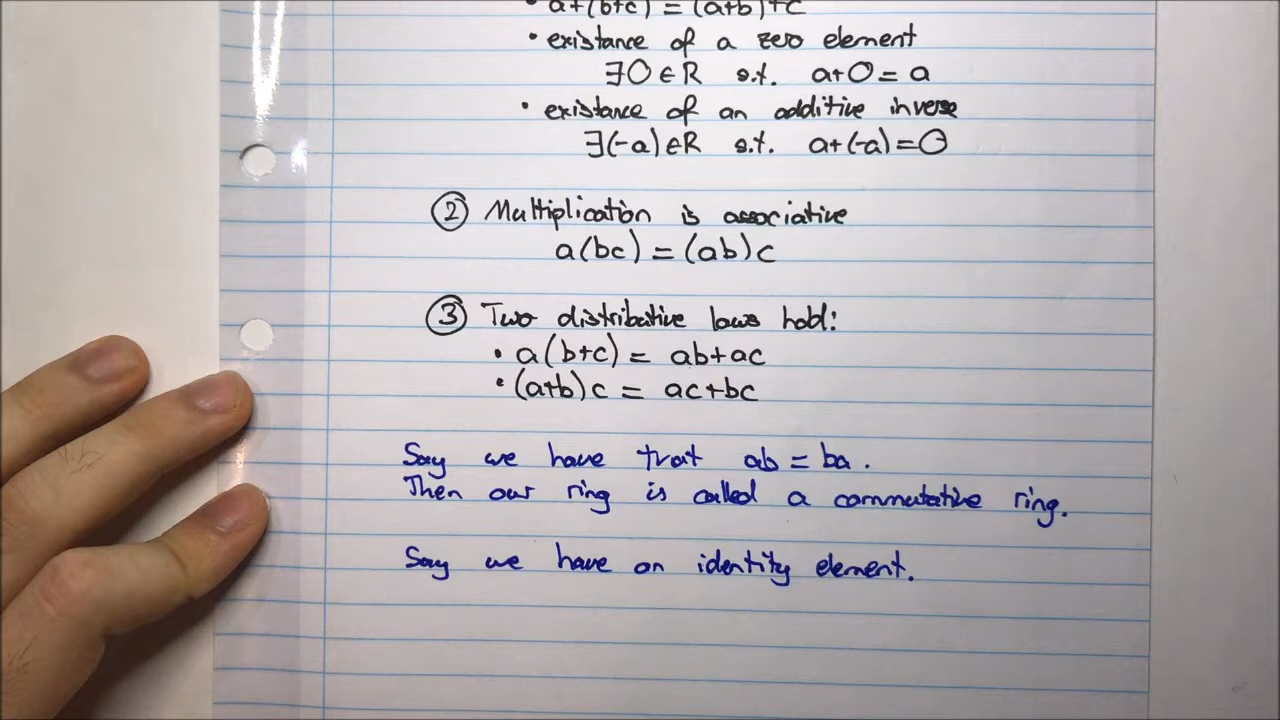 • a+(b+c) = (a+b)+c
• existance of a zero element
∃0∈R s.t. a+0=a
• existance of an additive inverse
∃(-a)∈R s.t. a+(-a)=0
② Multiplication is associative
a(bc)=(ab)c
③ Two distributive laws hold:
• a(b+c) = ab+ac
• (a+b)c = ac+bc
Say we have trait ab = ba.
Then our ring is called a commutative ring.
Say we have an identity element.